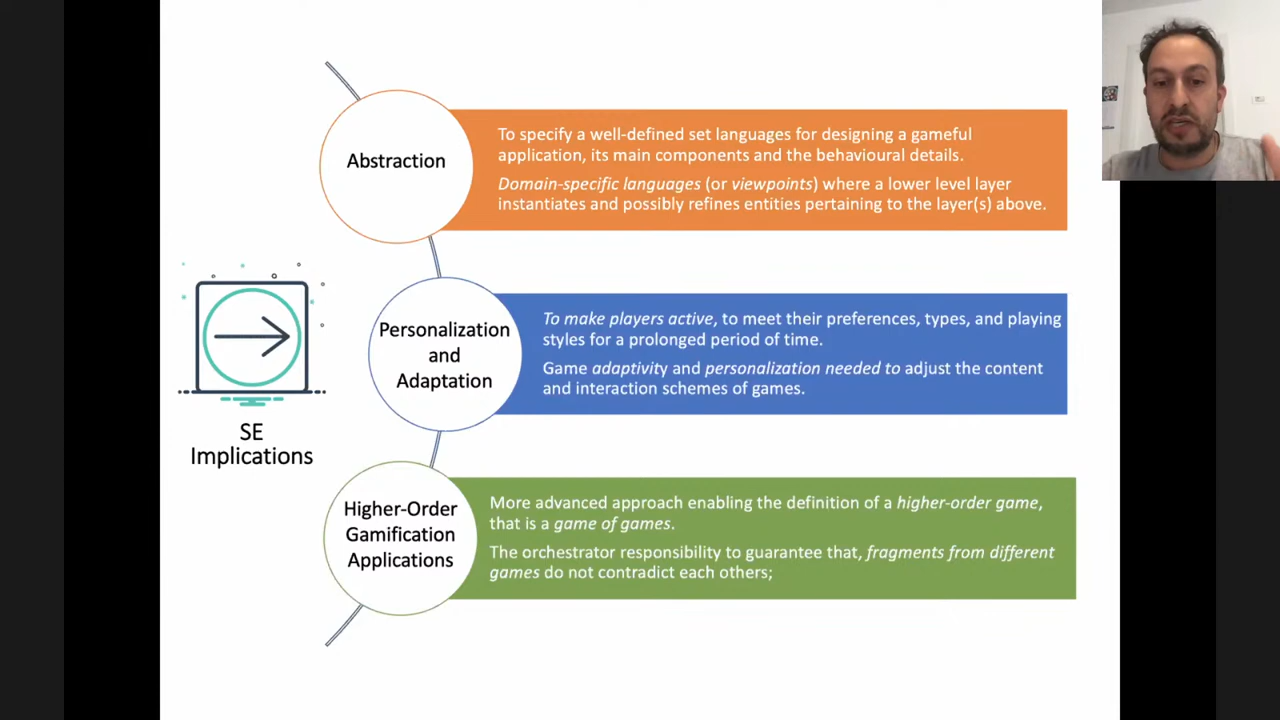 Abstraction
To specify a well-defined set languages for designing a gameful
application, its main components and the behavioural details.
Domain-specific languages (or viewpoints) where a lower level layer
instantiates and possibly refines entities pertaining to the layer(s) above.
SE
Implications
Personalization
and
Adaptation
To make players active, to meet their preferences, types, and playing
styles for a prolonged period of time.
Game adaptivity and personalization needed to adjust the content
and interaction schemes of games.
Higher-Order
Gamification
Applications
More advanced approach enabling the definition of a higher-order game,
that is a game of games.
The orchestrator responsibility to guarantee that, fragments from different
games do not contradict each others;